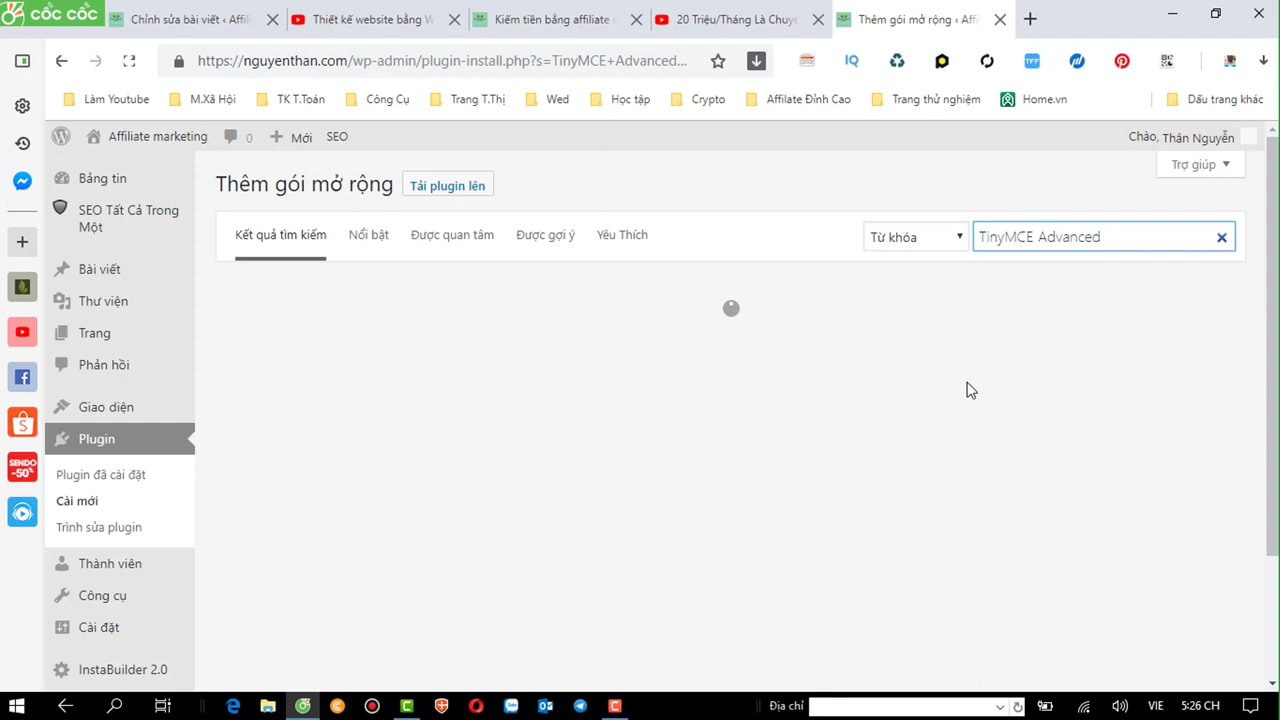 CỐC CỐC
Chỉnh sửa bài viết ‹ Affil
Thiết kế website bằng W
Kiếm tiền bằng affiliate
20 Triệu/Tháng Là Chuyệ
Thêm gói mở rộng ‹ Affi
https://nguyenthan.com/wp-admin/plugin-install.php?s=TinyMCE+Advanced...
IQ
TFF
Làm Youtube
M.Xã Hội
TK T.Toán
Công Cụ
Trang T.Thị
Wed
Học tập
Crypto
Affilate Đỉnh Cao
Trang thử nghiệm
Home.vn
Dấu trang khác
Affiliate marketing
0
Mới
SEO
Chào, Thân Nguyễn
Trợ giúp
Bảng tin
SEO Tất Cả Trong
Một
Bài viết
Thư viện
Trang
Phản hồi
Giao diện
Plugin
Plugin đã cài đặt
Cài mới
Trình sửa plugin
Thành viên
Công cụ
Cài đặt
InstaBuilder 2.0
Thêm gói mở rộng
Tải plugin lên
Kết quả tìm kiếm
Nổi bật
Được quan tâm
Được gợi ý
Yêu Thích
Từ khóa
TinyMCE Advanced
SENDO
-50%
Địa chỉ
VIE
5:26 CH